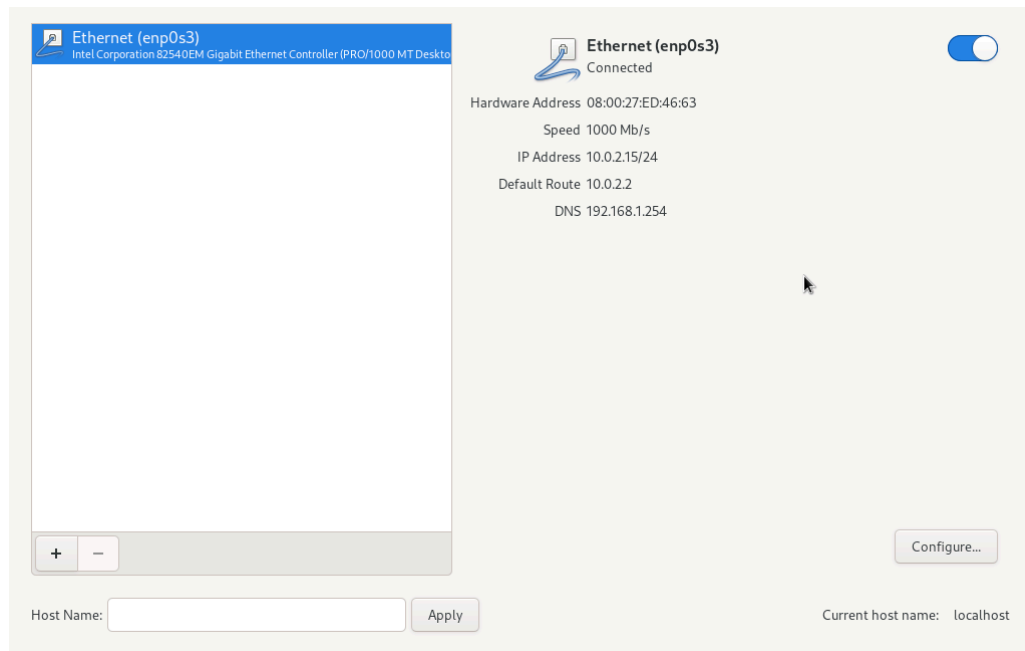 Ethernet (enp0s3)
Intel Corporation 82540EM Gigabit Ethernet Controller (PRO/1000 MT Deskto
Ethernet (enp0s3)
Connected
Hardware Address 08:00:27:ED:46:63
Speed 1000 Mb/s
IP Address 10.0.2.15/24
Default Route 10.0.2.2
DNS 192.168.1.254
+ −
Configure...
Host Name: Apply Current host name: localhost